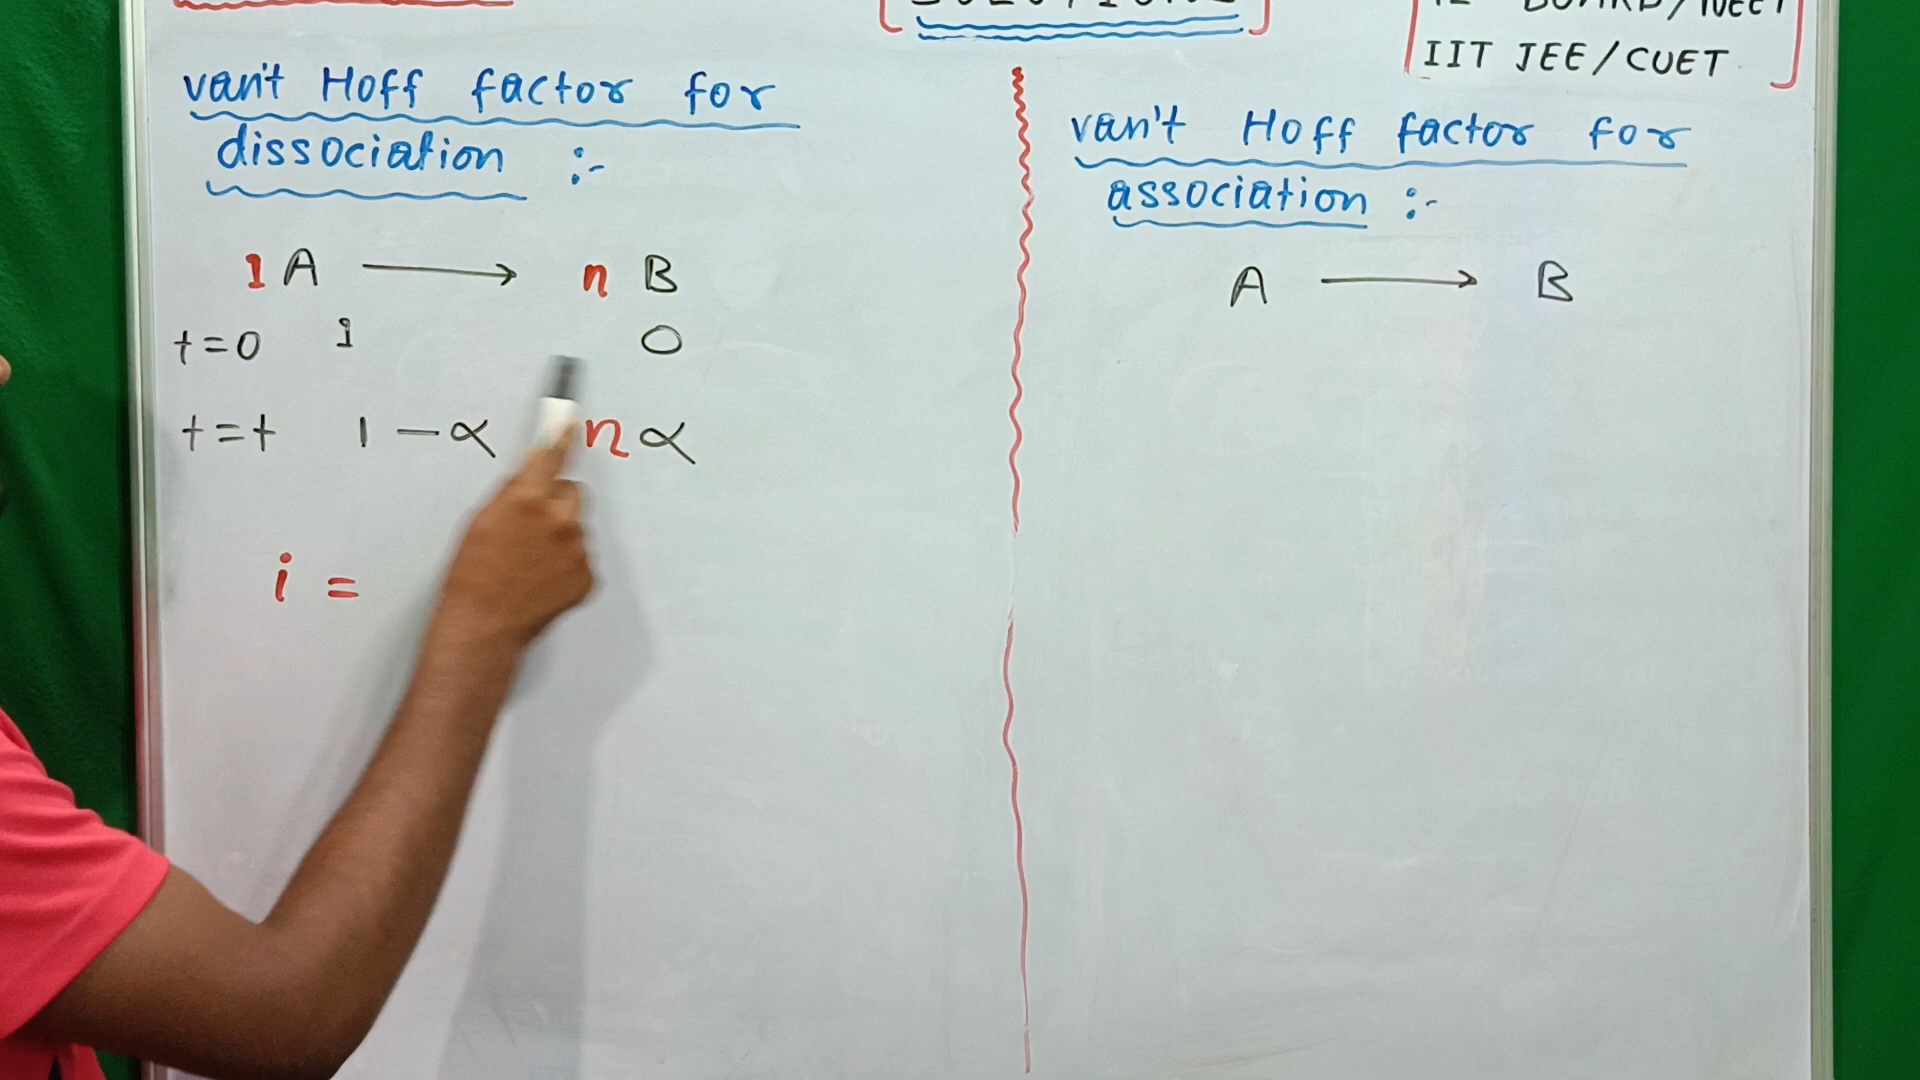 IIT JEE/CUET
van't Hoff factor for
dissociation :-
1 A ⟶ n B
t=0 1 0
t=t 1-α nα
i =
van't Hoff factor for
association :-
A ⟶ B